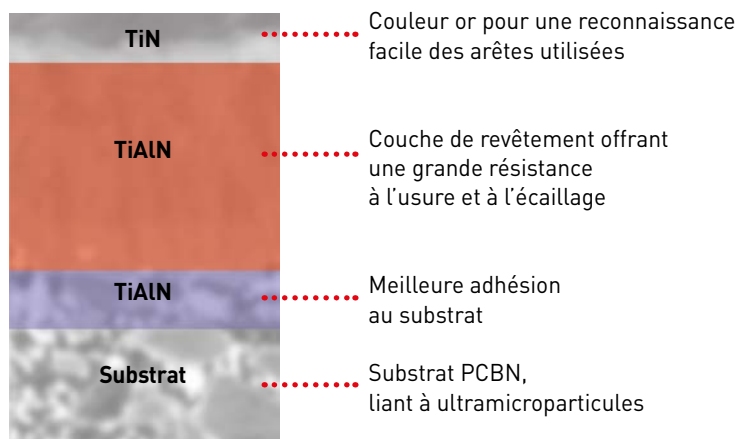 TiN
Couleur or pour une reconnaissance
facile des arêtes utilisées
TiAlN
Couche de revêtement offrant
une grande résistance
à l’usure et à l’écaillage
TiAlN
Meilleure adhésion
au substrat
Substrat
Substrat PCBN,
liant à ultramicroparticules